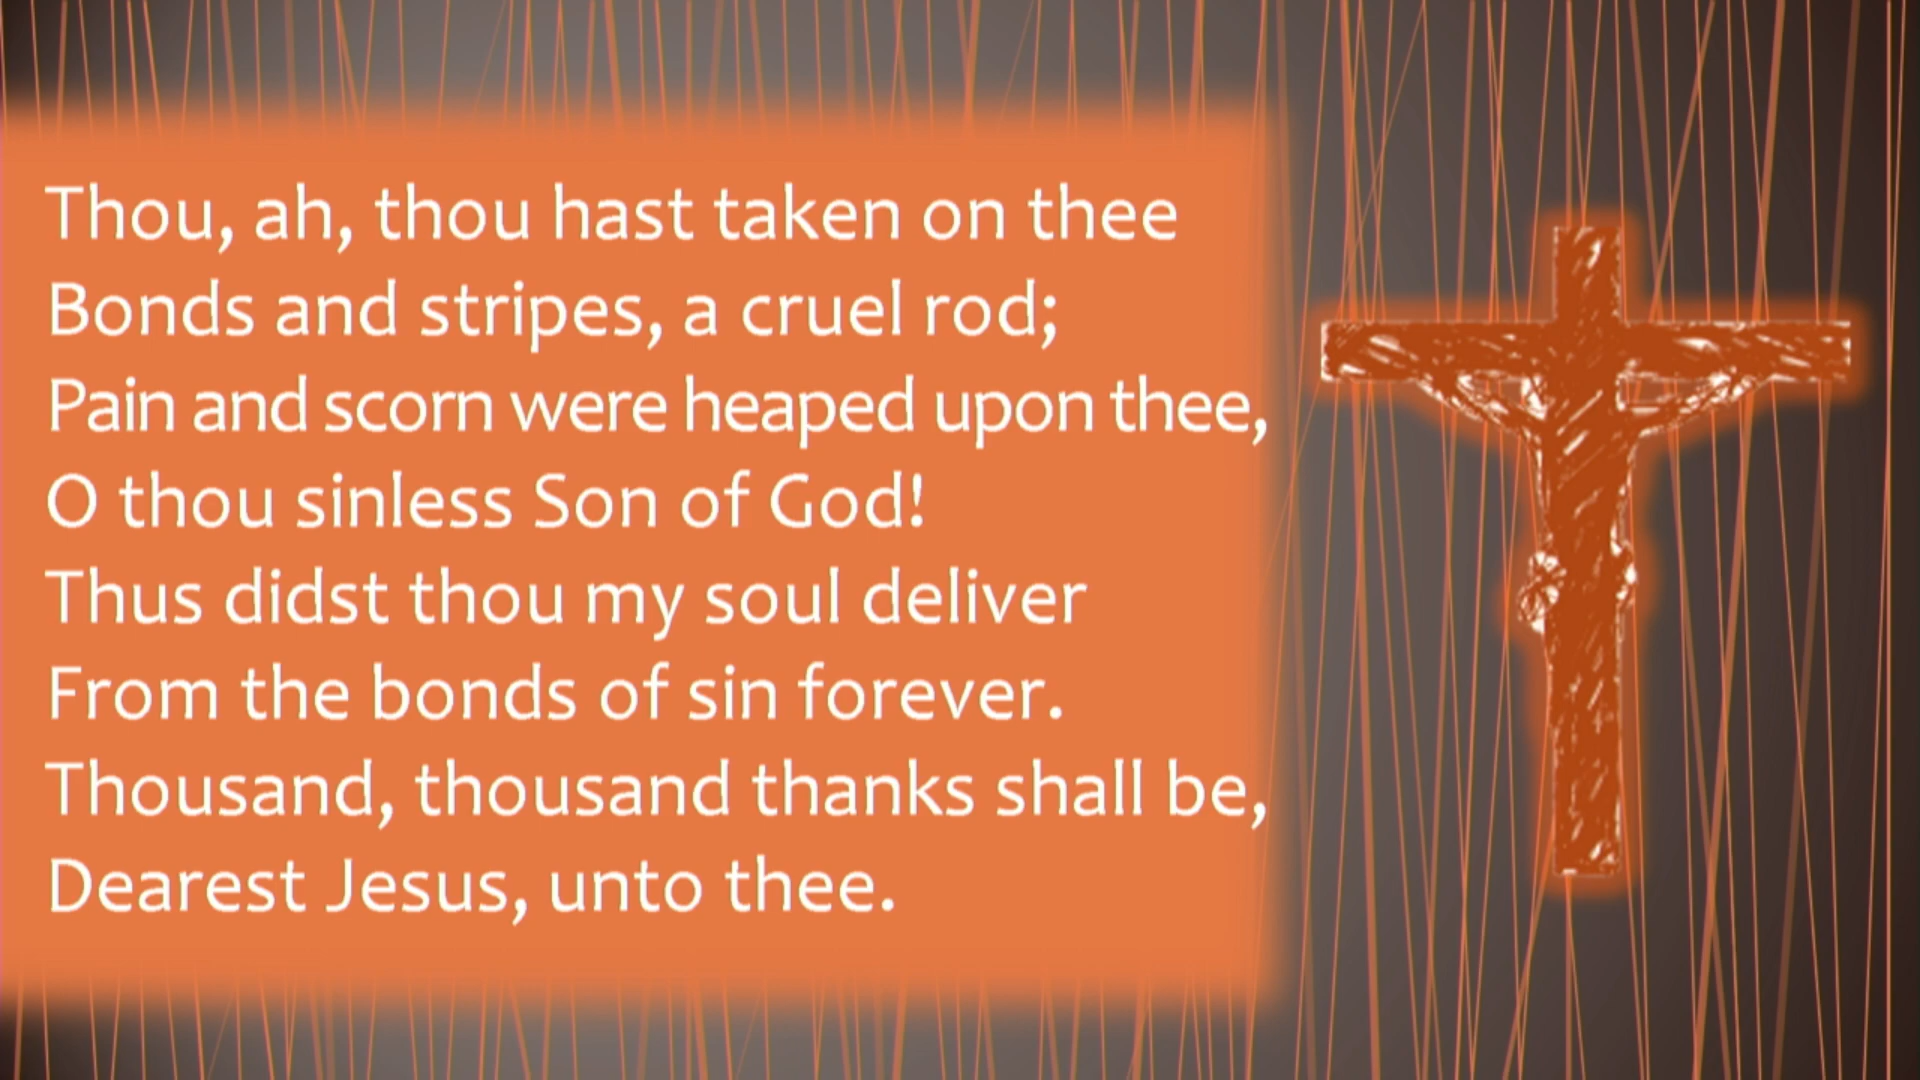 Thou, ah, thou hast taken on thee
Bonds and stripes, a cruel rod;
Pain and scorn were heaped upon thee,
O thou sinless Son of God!
Thus didst thou my soul deliver
From the bonds of sin forever.
Thousand, thousand thanks shall be,
Dearest Jesus, unto thee.